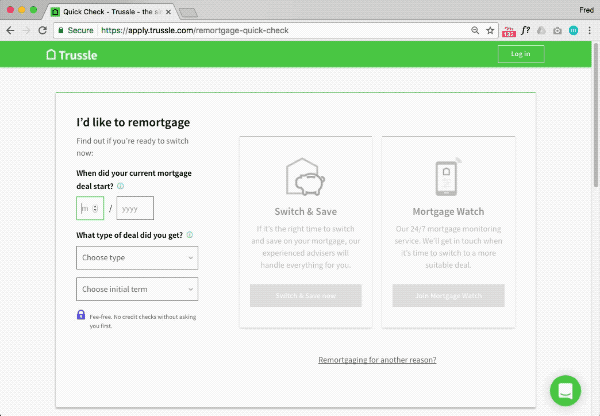 Quick Check - Trussle - the si
Fred
Secure
https://apply.trussle.com/remortgage-quick-check
Trussle
Log in
I'd like to remortgage
Find out if you're ready to switch
now:
When did your current mortgage
deal start?
m / yyyy
What type of deal did you get?
Choose type
Choose initial term
Fee-free. No credit checks without asking
you first.
Switch & Save
If it's the right time to switch
and save on your mortgage, our
experienced advisers will
handle everything for you.
Switch & Save now
Mortgage Watch
Our 24/7 mortgage monitoring
service. We'll get in touch when
it's time to switch to a more
suitable deal.
Join Mortgage Watch
Remortgaging for another reason?